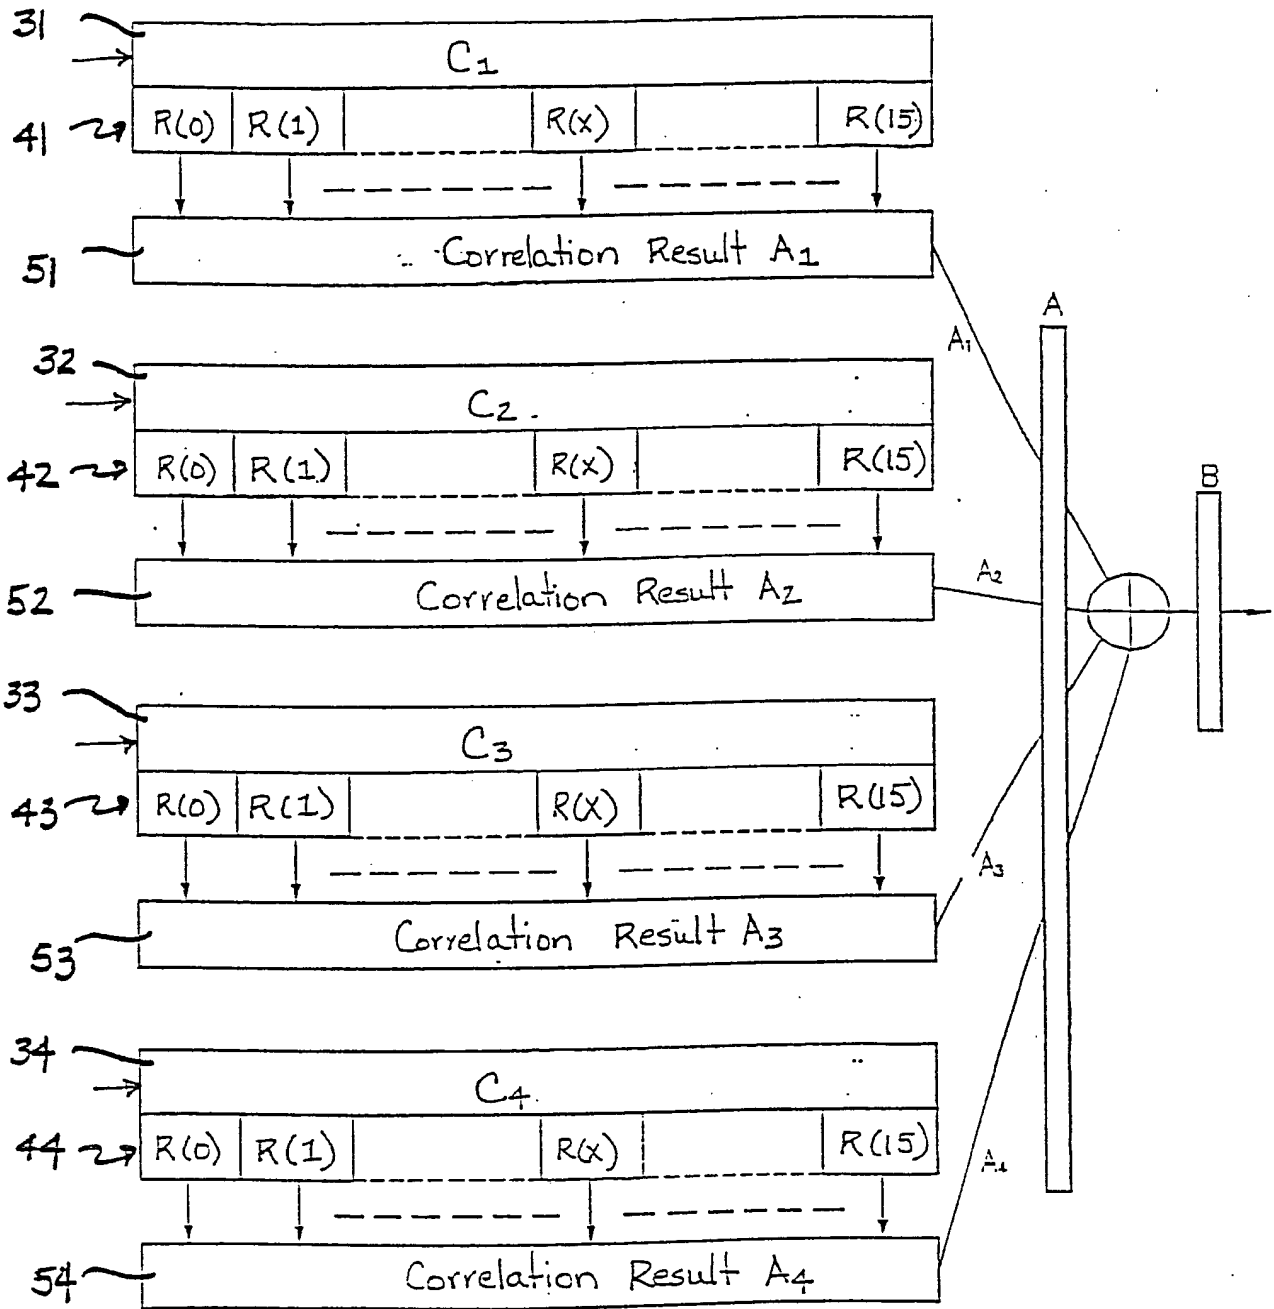 31
C1
41 R(0) R(1) R(x) R(15)
51 Correlation Result A1
A
A1
32
C2
B
42 R(0) R(1) R(x) R(15)
A2
52 Correlation Result A2
33
C3
43 R(0) R(1) R(x) R(15)
A3
53 Correlation Result A3
34
C4
44 R(0) R(1) R(x) R(15)
A4
54 Correlation Result A4